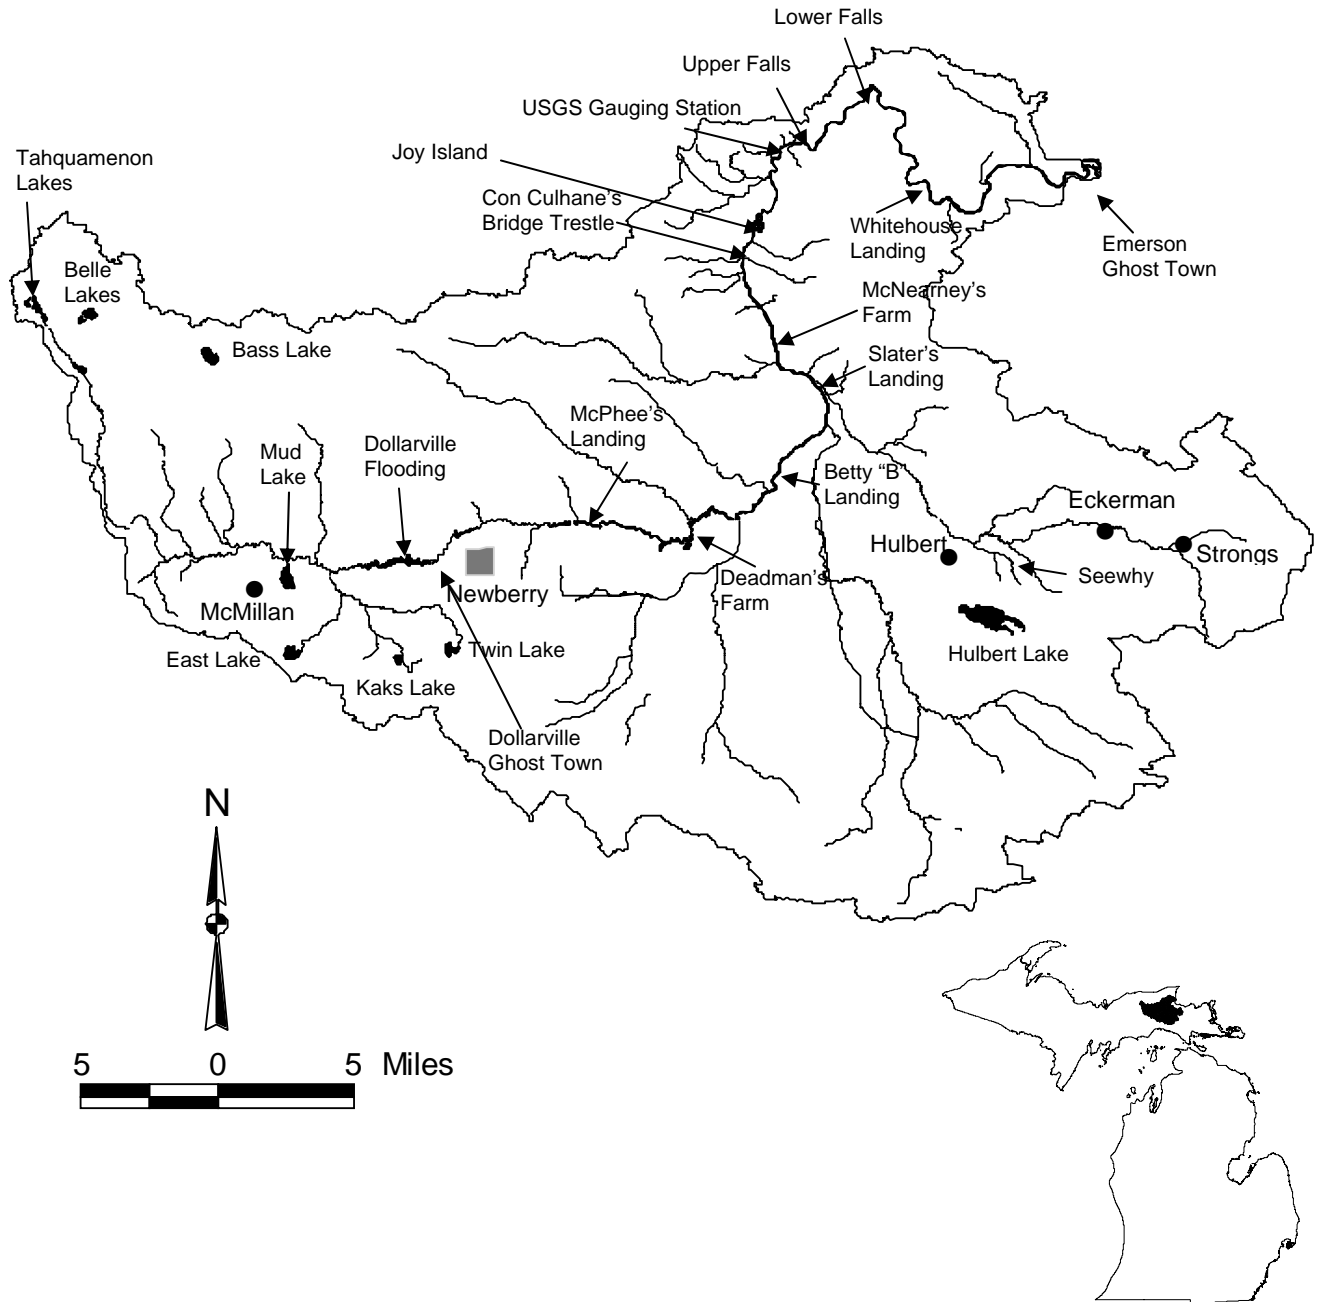 Lower Falls
Upper Falls
USGS Gauging Station
Joy Island
Tahquamenon
Lakes
Con Culhane's
Bridge Trestle
Whitehouse
Landing
Emerson
Ghost Town
Belle
Lakes
McNearney's
Farm
Bass Lake
Slater's
Landing
McPhee's
Landing
Dollarville
Flooding
Mud
Lake
Betty “B”
Landing
Eckerman
Hulbert
Strongs
Seewhy
Deadman's
Farm
Newberry
McMillan
East Lake
Twin Lake
Kaks Lake
Hulbert Lake
Dollarville
Ghost Town
N
5 0 5 Miles